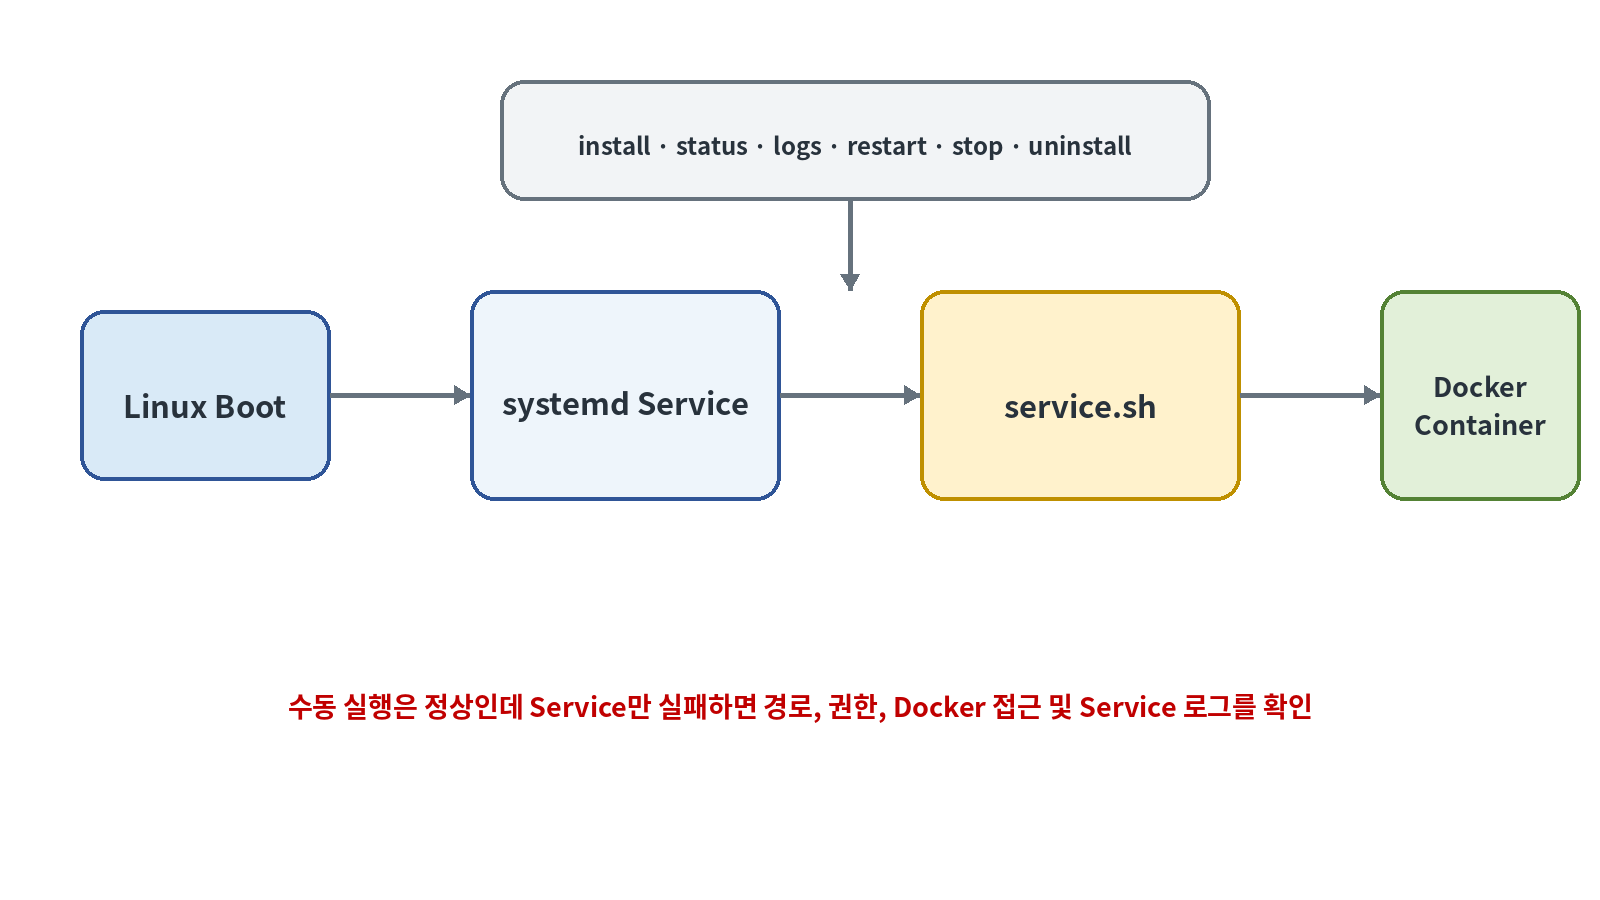 install · status · logs · restart · stop · uninstall
Linux Boot
systemd Service
service.sh
Docker
Container
수동 실행은 정상인데 Service만 실패하면 경로, 권한, Docker 접근 및 Service 로그를 확인